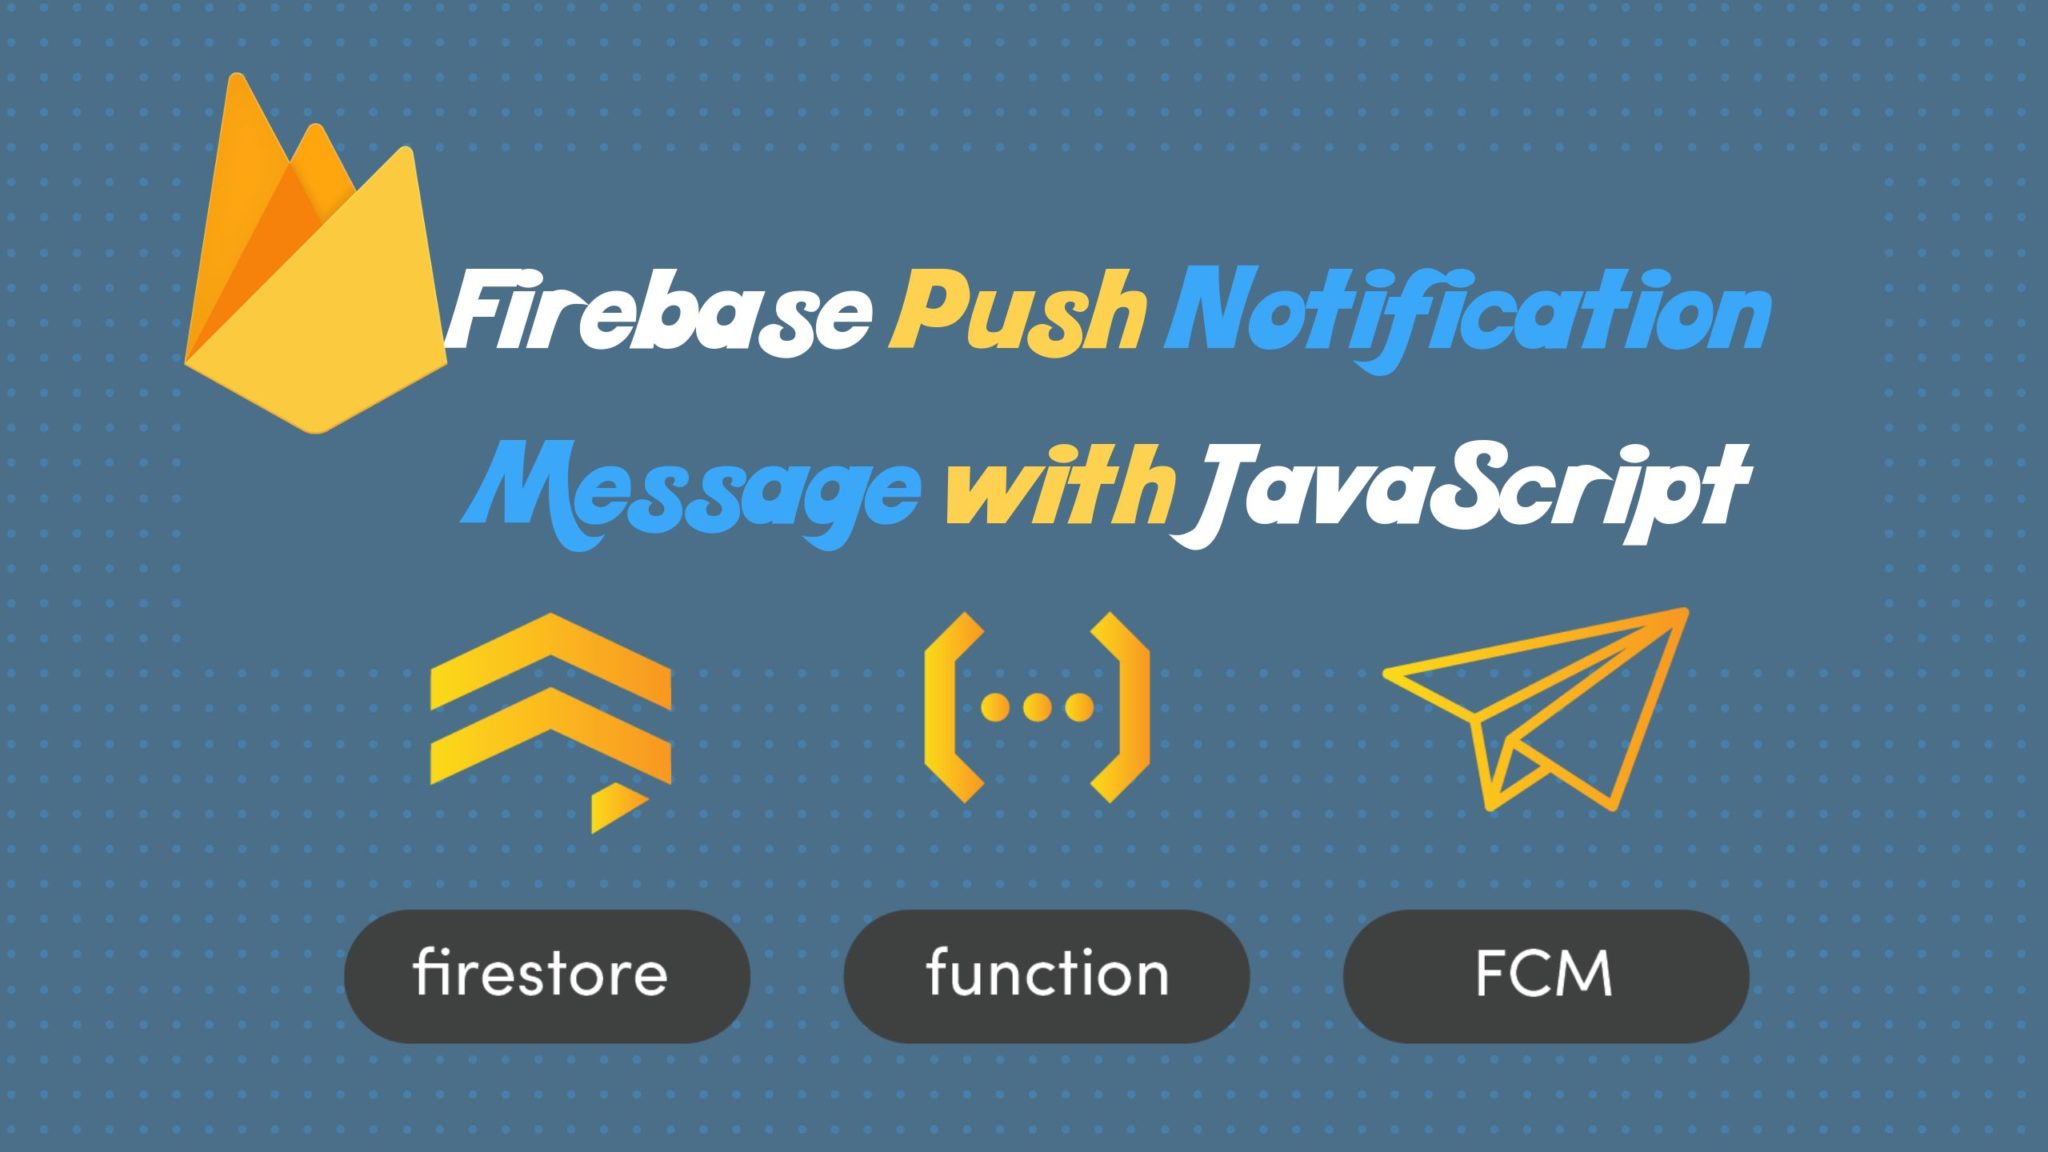 Firebase Push Notification
Message with JavaScript
firestore
function
FCM